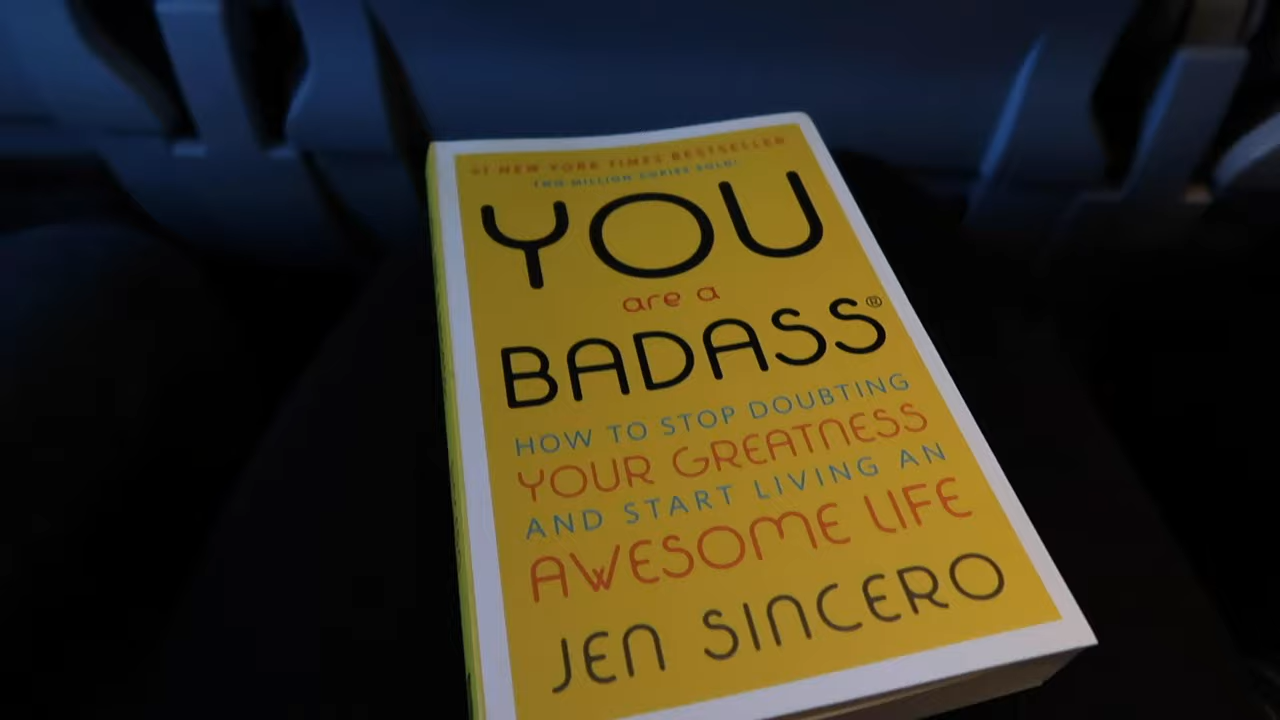 #1 NEW YORK TIMES BESTSELLER
TWO MILLION COPIES SOLD!
YOU
are a
BADASS®
HOW TO STOP DOUBTING
YOUR GREATNESS
AND START LIVING AN
AWESOME LIFE
JEN SINCERO